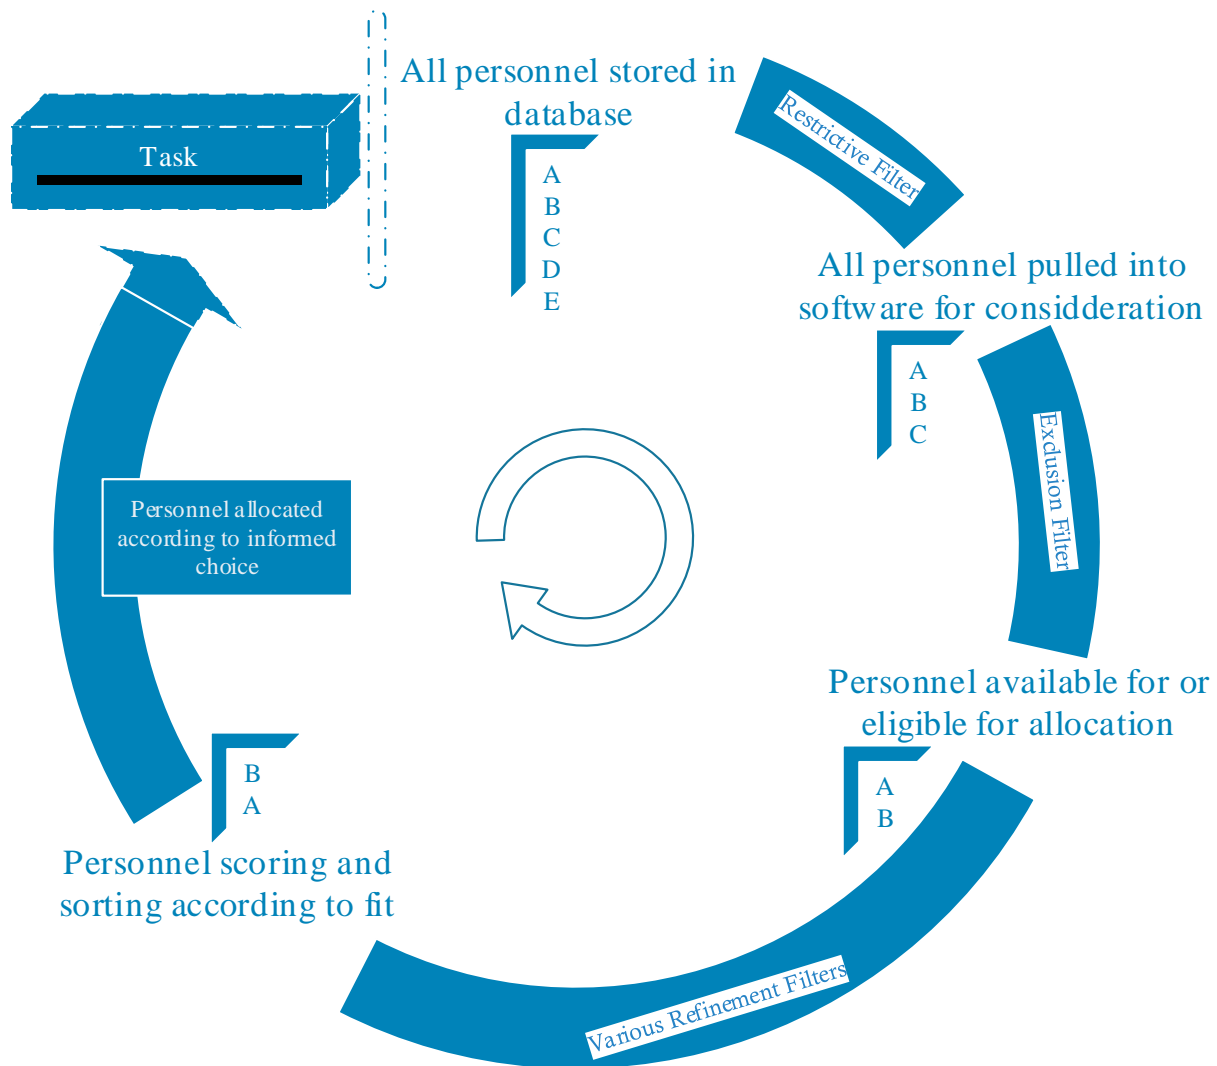 Task
All personnel stored in
database
A
B
C
D
E
Restrictive Filter
All personnel pulled into
software for considderation
A
B
C
Exclusion Filter
Personnel available for or
eligible for allocation
A
B
Various Refinement Filters
B
A
Personnel scoring and
sorting according to fit
Personnel allocated
according to informed
choice